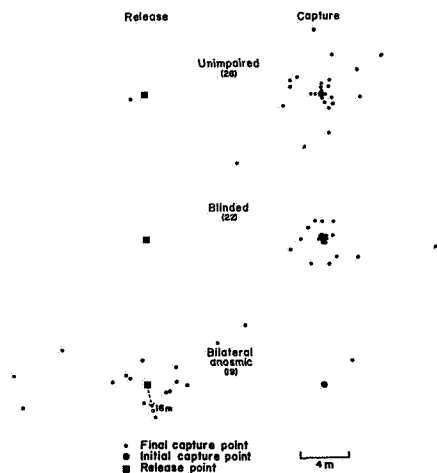 Release Capture
Unimpaired
(26)
Blinded
(22)
Bilateral
anosmic
(19)
16m
Final capture point
Initial capture point
Release point
4 m